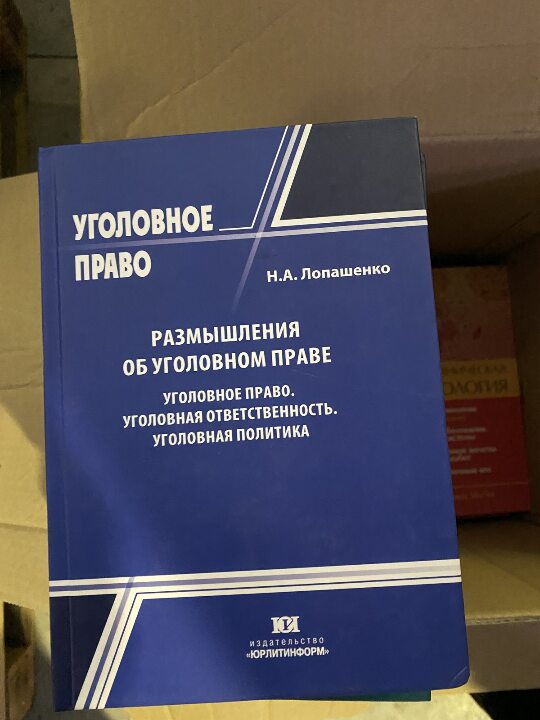 УГОЛОВНОЕ
ПРАВО
Н.А. Лопашенко
РАЗМЫШЛЕНИЯ
ОБ УГОЛОВНОМ ПРАВЕ
УГОЛОВНОЕ ПРАВО.
УГОЛОВНАЯ ОТВЕТСТВЕННОСТЬ.
УГОЛОВНАЯ ПОЛИТИКА
ИЗДАТЕЛЬСТВО
«ЮРЛИТИНФОРМ»